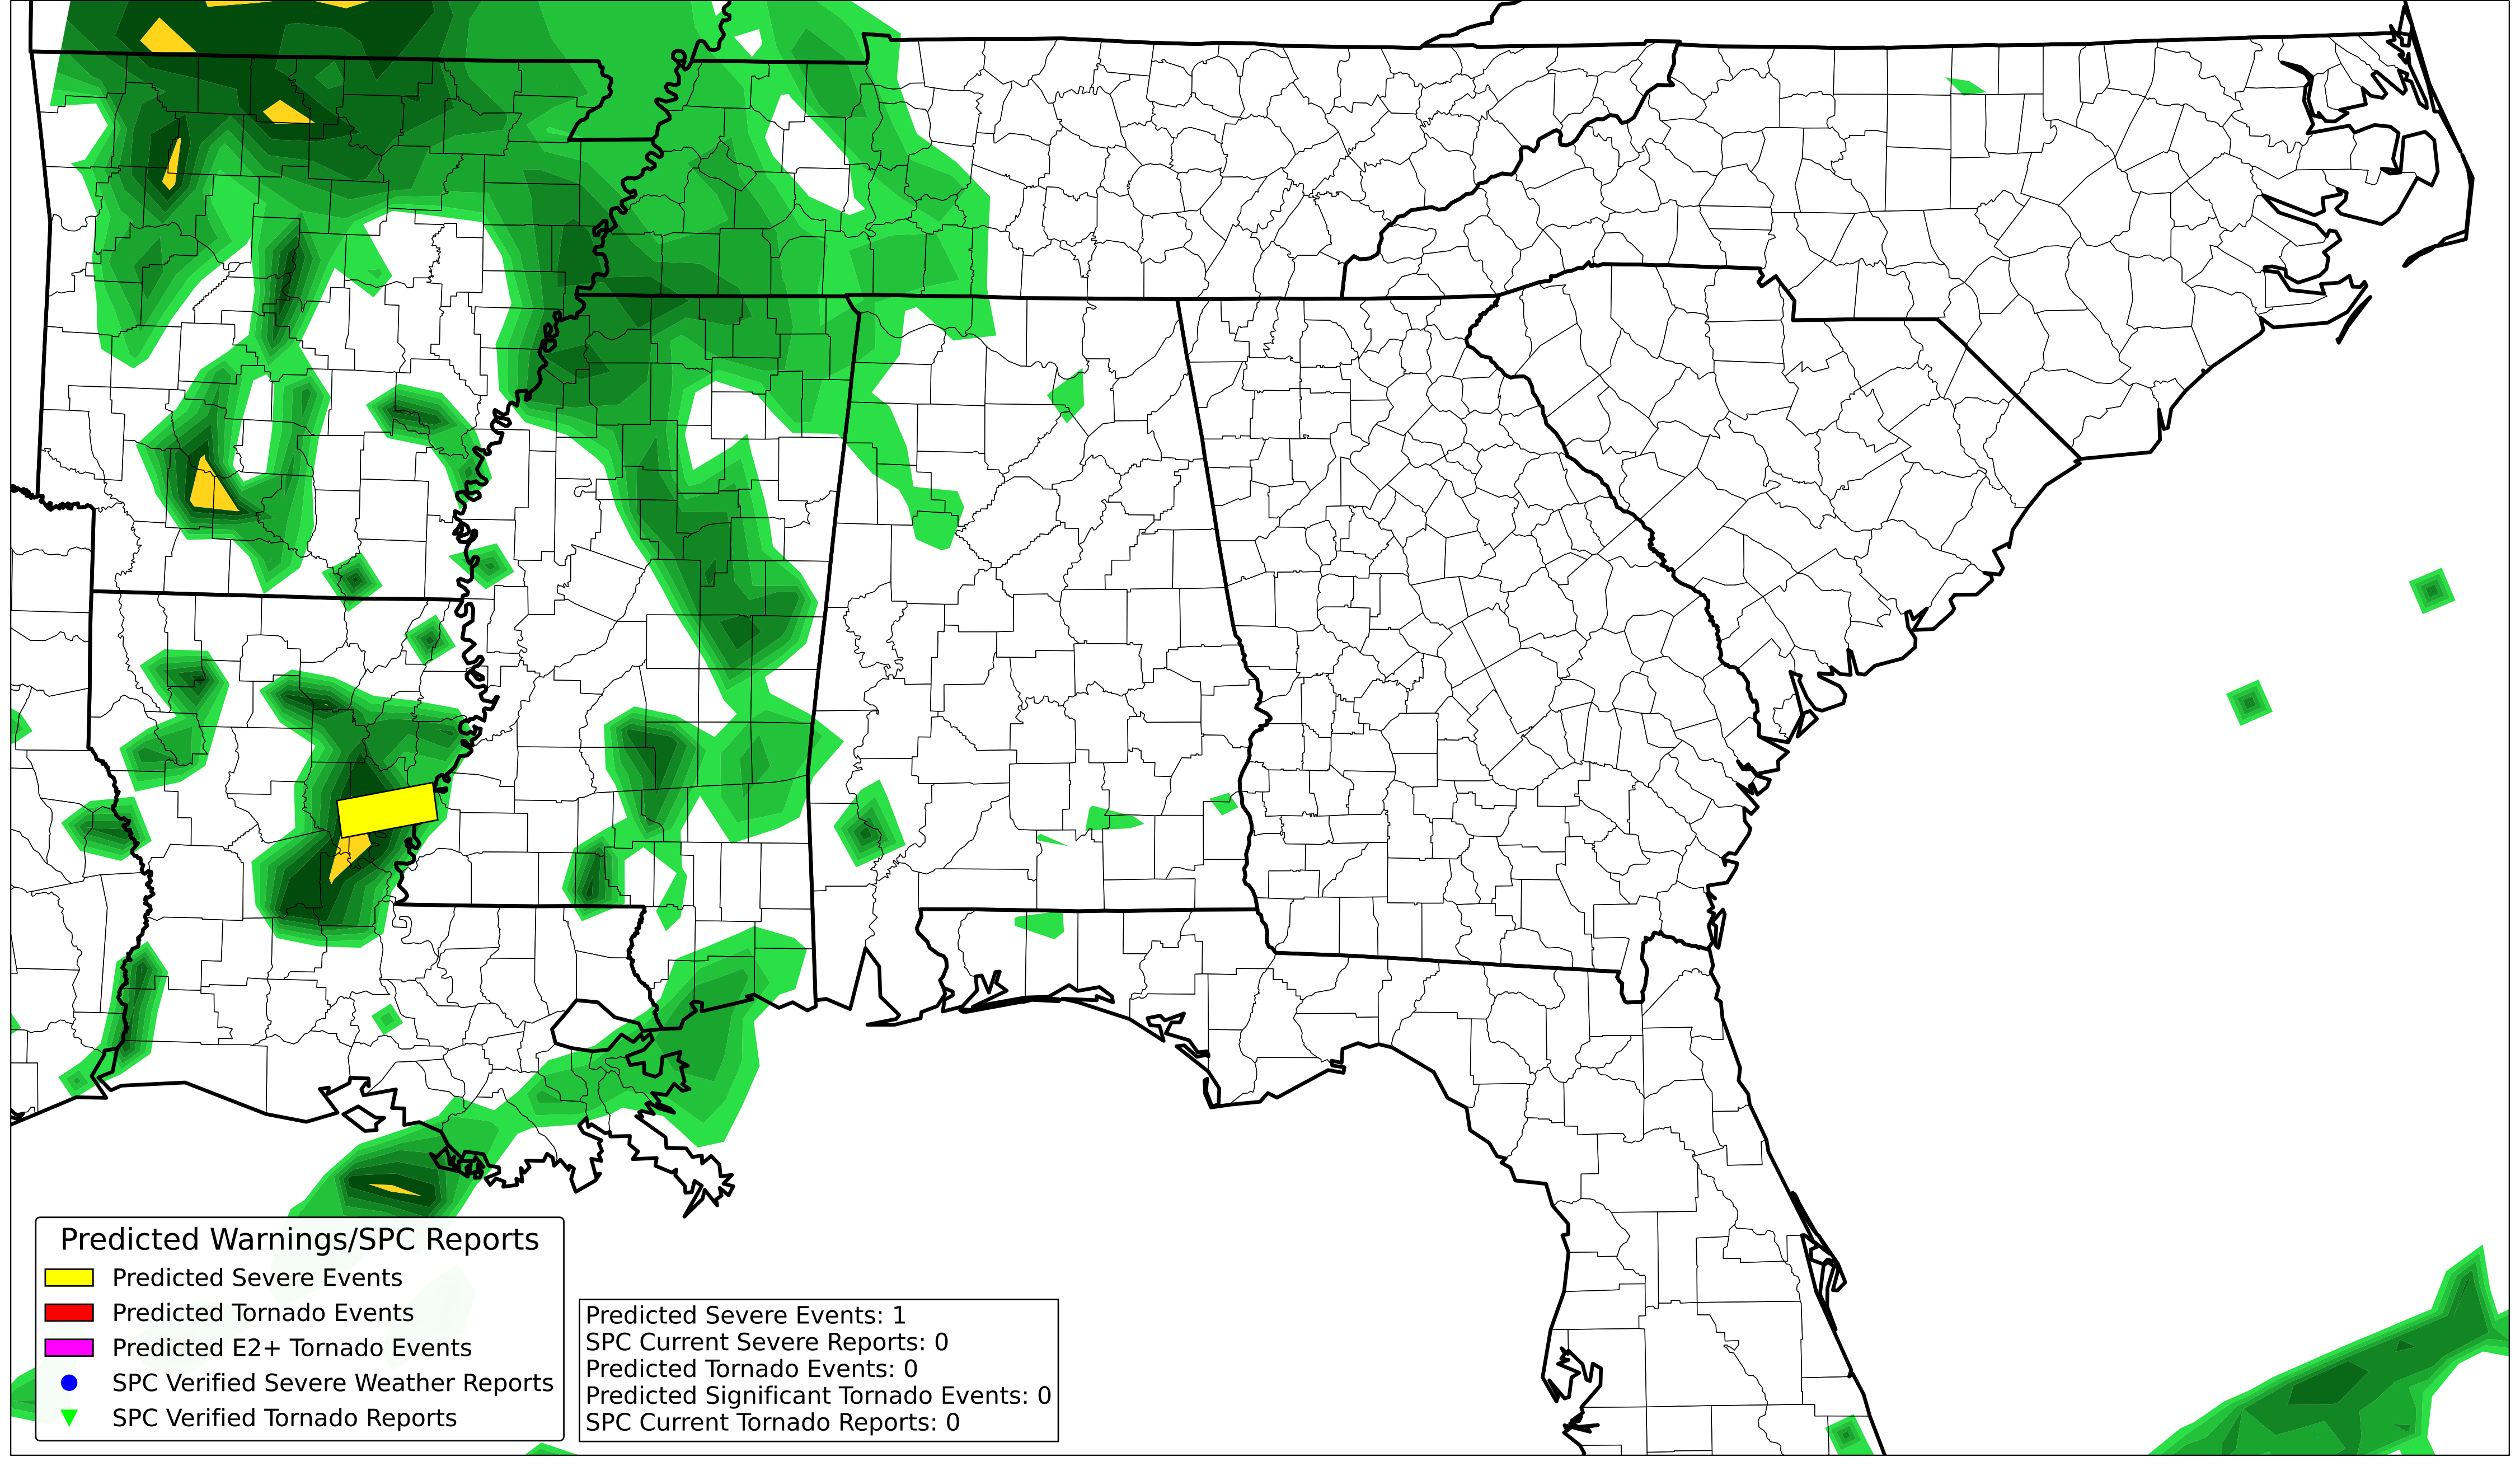 Predicted Warnings/SPC Reports
Predicted Severe Events
Predicted Tornado Events
Predicted E2+ Tornado Events
SPC Verified Severe Weather Reports
SPC Verified Tornado Reports
Predicted Severe Events: 1
SPC Current Severe Reports: 0
Predicted Tornado Events: 0
Predicted Significant Tornado Events: 0
SPC Current Tornado Reports: 0